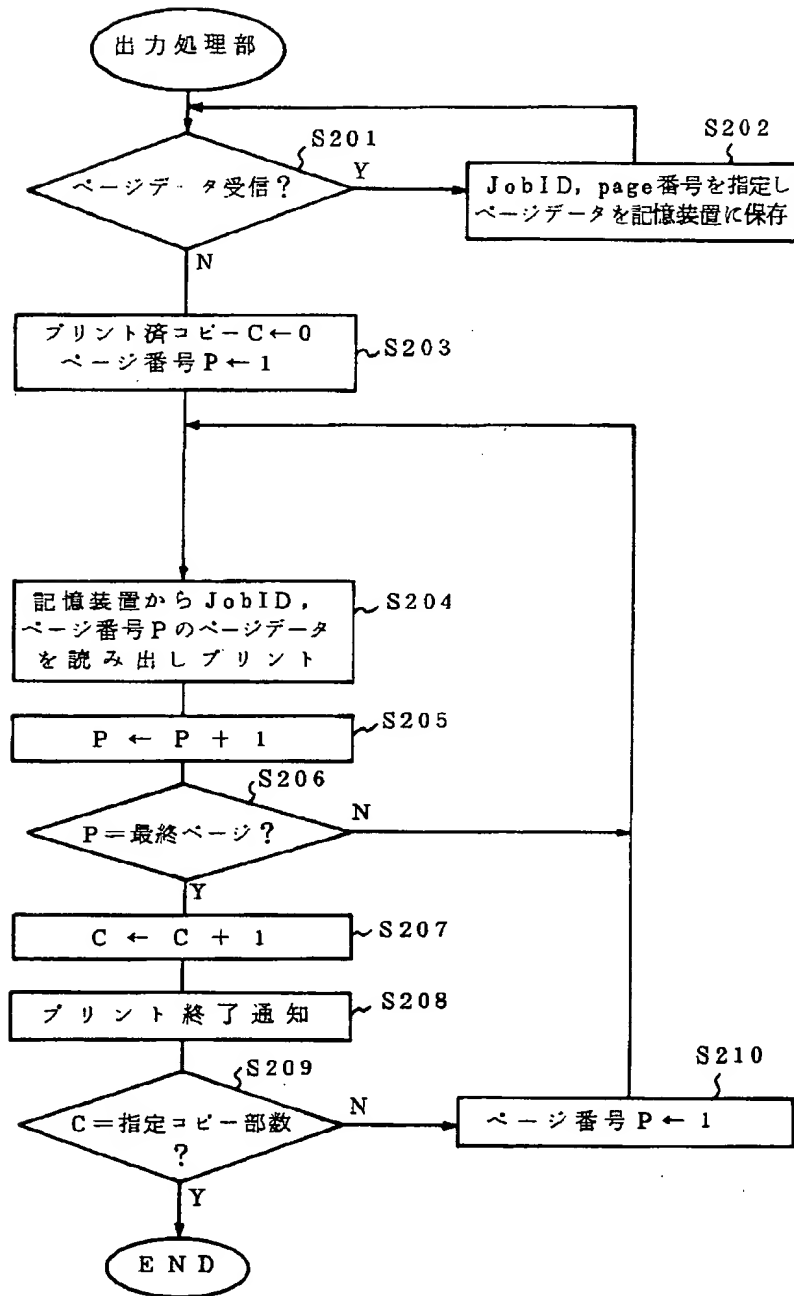 出力処理部
S201
ページデータ受信?
Y
N
S202
JobID, page番号を指定し
ページデータを記憶装置に保存
プリント済コピーC←0
ページ番号P←1
S203
記憶装置からJobID,
ページ番号Pのページデータ
を読み出しプリント
S204
P ← P + 1
S205
S206
P=最終ページ?
N
Y
C ← C + 1
S207
プリント終了通知
S208
S209
C=指定コピー部数
?
N
Y
S210
ページ番号P←1
END